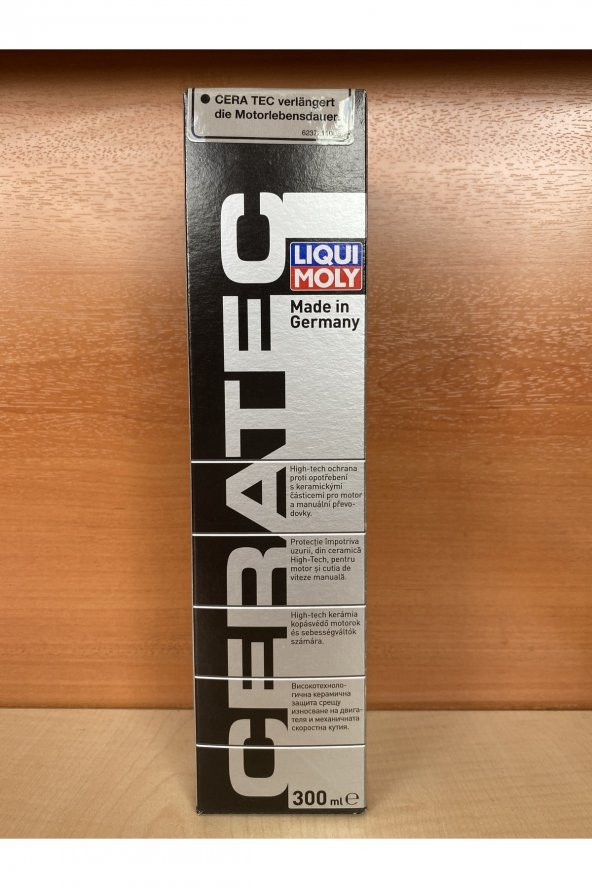 • CERA TEC verlängert
die Motorlebensdauer.
CERATEC
LIQUI
MOLY
Made in
Germany
High-tech ochrana
proti opotřebení
s keramickými
částicemi pro motor
a manuální převo-
dovky.
Protecție împotriva
uzurii, din ceramică
High-Tech, pentru
motor și cutia de
viteze manuală.
High-tech kerámia
kopásvédő motorok
és sebességváltók
számára.
Високотехноло-
гична керамична
защита срещу
износване на двига-
теля и механичната
скоростна кутия.
300 ml ℮